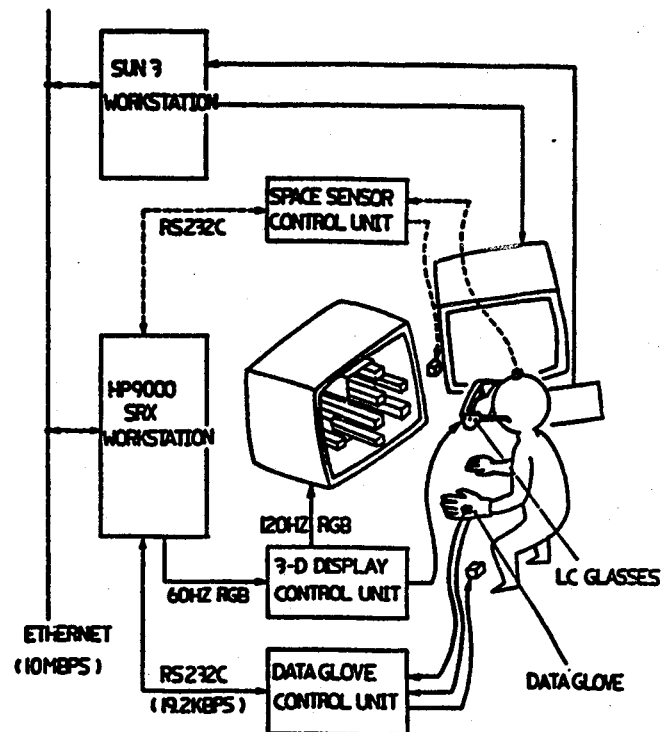 SUN 3
WORKSTATION
SPACE SENSOR
CONTROL UNIT
RS232C
HP9000
SRX
WORKSTATION
120HZ RGB
3-D DISPLAY
CONTROL UNIT
60HZ RGB
LC GLASSES
ETHERNET
(10MBPS)
RS232C
(19.2KBPS)
DATA GLOVE
CONTROL UNIT
DATA GLOVE